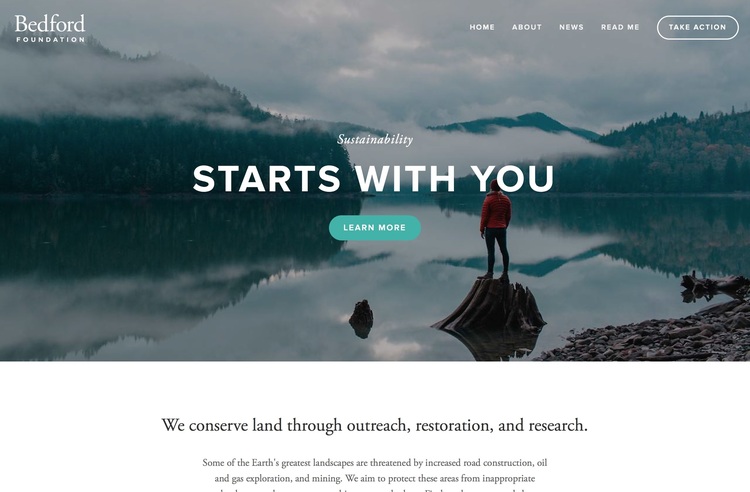 Bedford
FOUNDATION
HOME ABOUT NEWS READ ME TAKE ACTION
Sustainability
STARTS WITH YOU
LEARN MORE
We conserve land through outreach, restoration, and research.
Some of the Earth's greatest landscapes are threatened by increased road construction, oil
and gas exploration, and mining. We aim to protect these areas from inappropriate